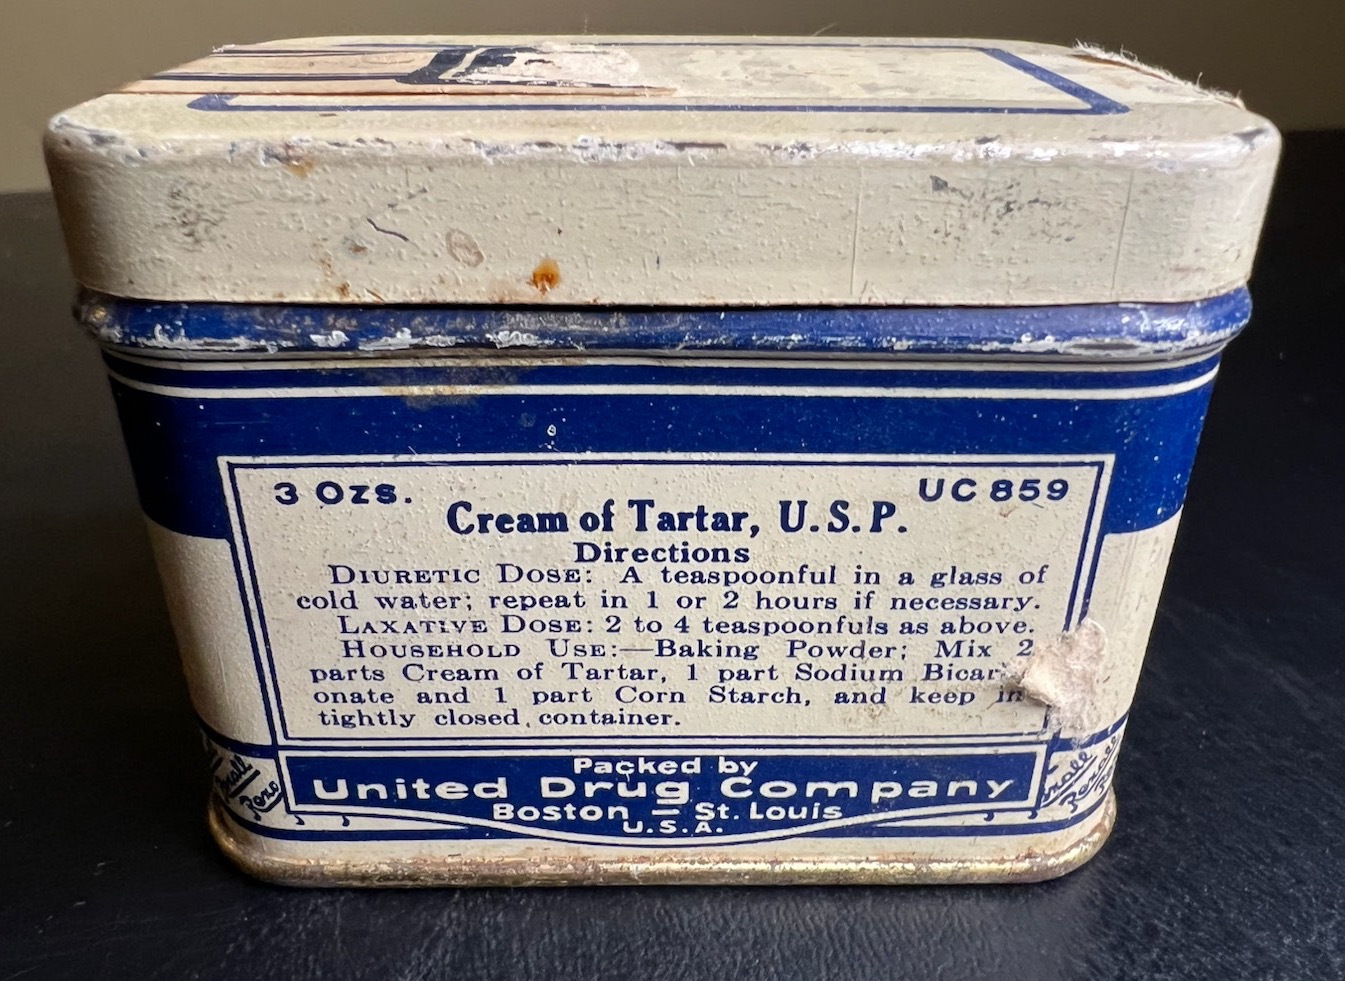 3 Ozs. UC 859
Cream of Tartar, U.S.P.
Directions
DIURETIC DOSE: A teaspoonful in a glass of
cold water; repeat in 1 or 2 hours if necessary.
LAXATIVE DOSE: 2 to 4 teaspoonfuls as above.
HOUSEHOLD USE:—Baking Powder; Mix 2
parts Cream of Tartar, 1 part Sodium Bicar
onate and 1 part Corn Starch, and keep in
tightly closed container.
Packed by
United Drug Company
Boston - St. Louis
U.S.A.